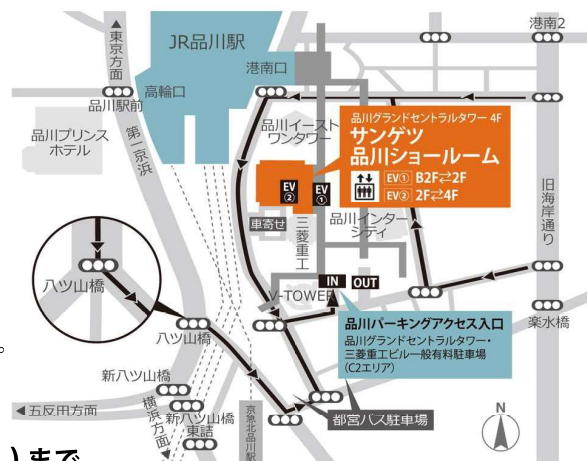 東京方面
JR品川駅
港南2
港南口
高輪口
品川駅前
品川プリンス
ホテル
第一京浜
品川イースト
ワンタワー
品川グランドセントラルタワー 4F
サンゲツ
品川ショールーム
EV① B2F⇄2F
EV② 2F⇄4F
EV
②
EV
①
車寄せ
三菱重工
品川インター
シティ
旧海岸通り
V-TOWER
IN
OUT
楽水橋
八ツ山橋
八ツ山橋
品川パーキングアクセス入口
品川グランドセントラルタワー・
三菱重工ビル一般有料駐車場
(C2エリア)
。
新八ツ山橋
五反田方面
横浜方面
新八ツ山橋
東詰
京急北品川駅
都営バス駐車場
N
) まで